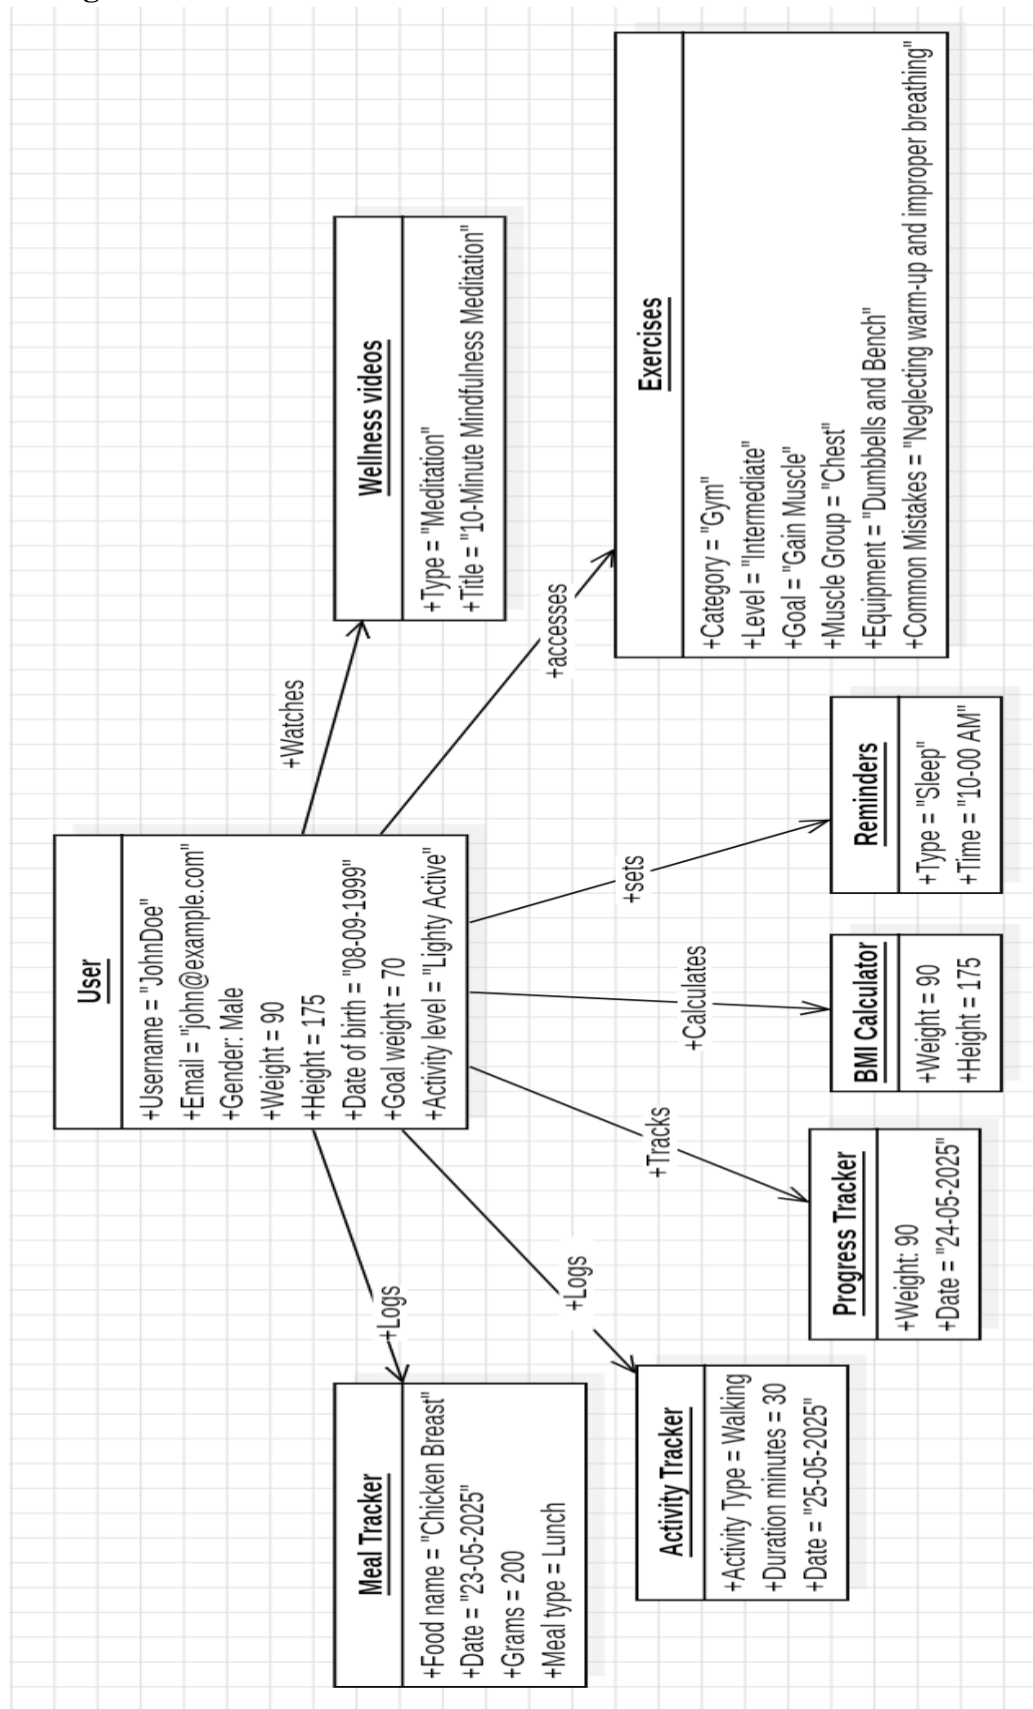 User
+Username = "JohnDoe"
+Email = "john@example.com"
+Gender: Male
+Weight = 90
+Height = 175
+Date of birth = "08-09-1999"
+Goal weight = 70
+Activity level = "Lighty Active"
+Logs
+Logs
+Tracks
+Calculates
+sets
+accesses
+Watches
Meal Tracker
+Food name = "Chicken Breast"
+Date = "23-05-2025"
+Grams = 200
+Meal type = Lunch
Activity Tracker
+Activity Type = Walking
+Duration minutes = 30
+Date = "25-05-2025"
Progress Tracker
+Weight: 90
+Date = "24-05-2025"
BMI Calculator
+Weight = 90
+Height = 175
Reminders
+Type = "Sleep"
+Time = "10-00 AM"
Wellness videos
+Type = "Meditation"
+Title = "10-Minute Mindfulness Meditation"
Exercises
+Category = "Gym"
+Level = "Intermediate"
+Goal = "Gain Muscle"
+Muscle Group = "Chest"
+Equipment = "Dumbbells and Bench"
+Common Mistakes = "Neglecting warm-up and improper breathing"